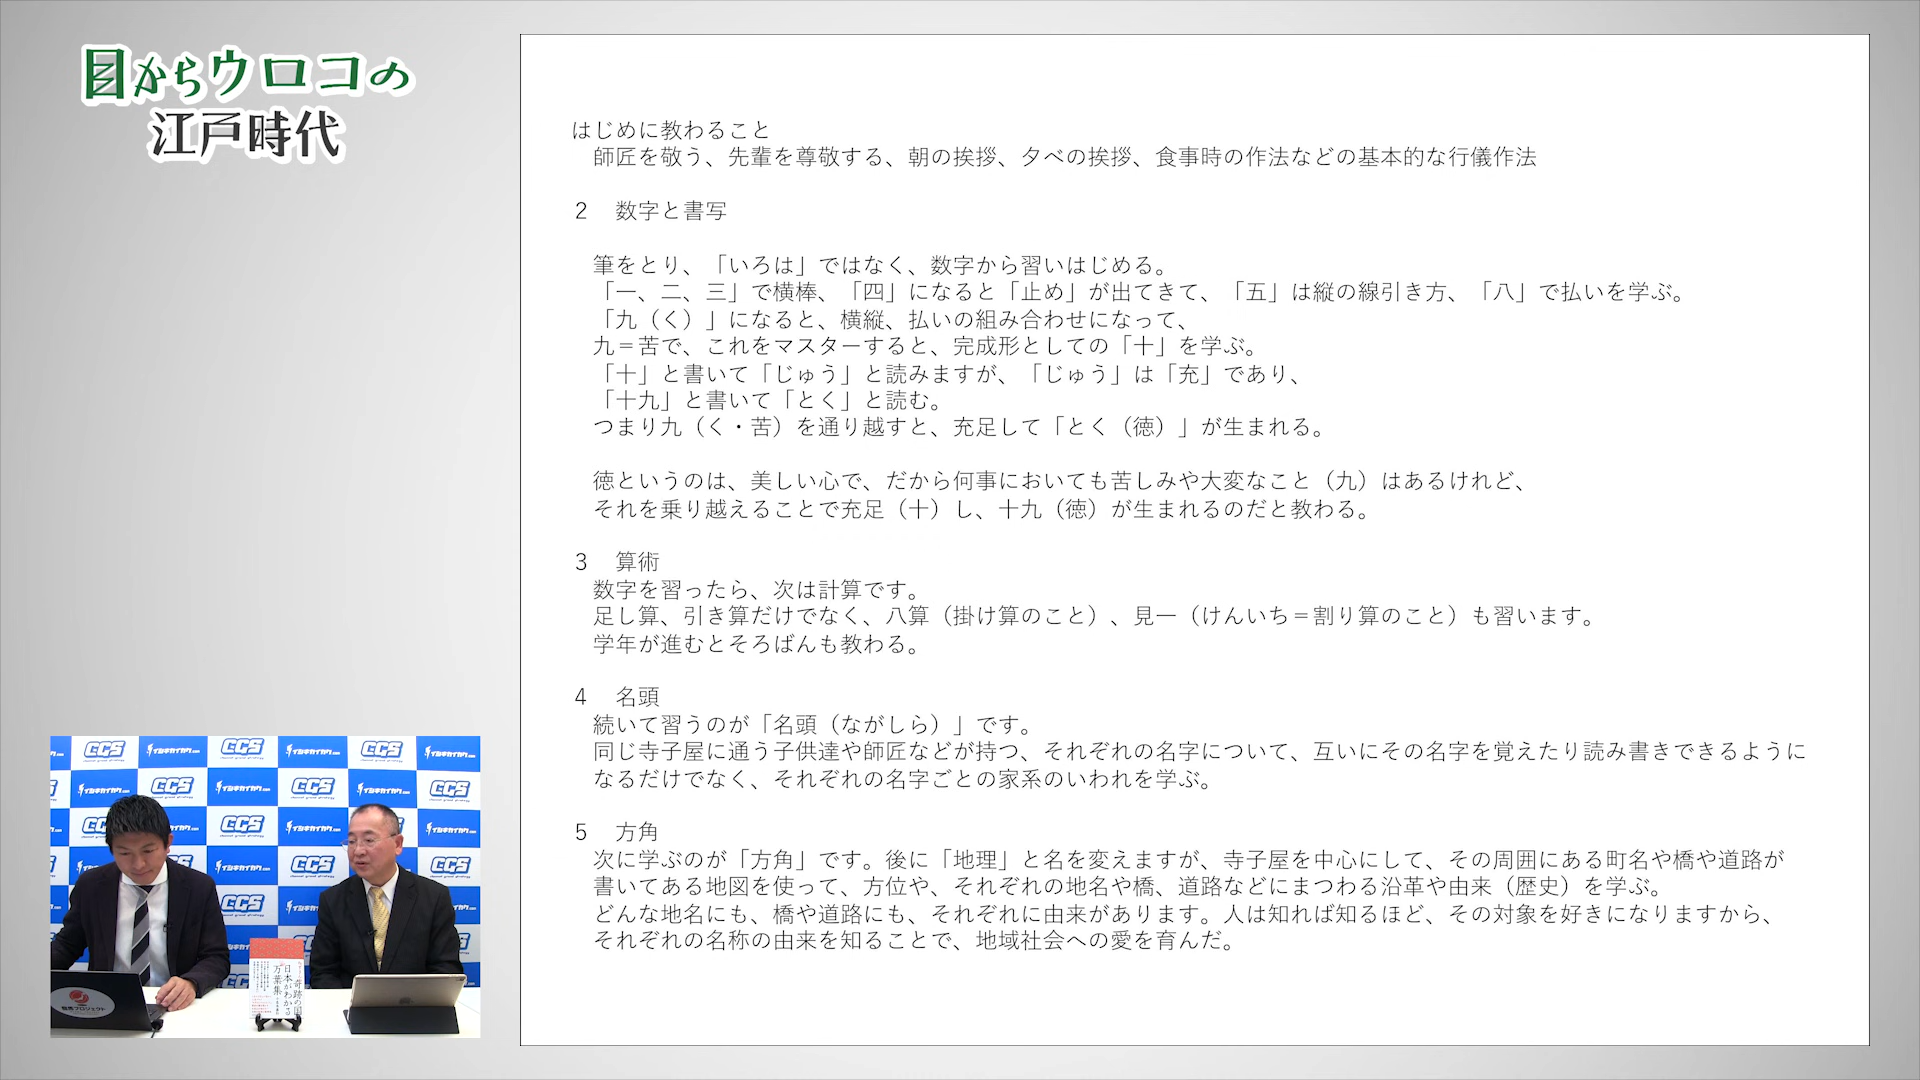 目からウロコの
江戸時代
はじめに教わること
師匠を敬う、先輩を尊敬する、朝の挨拶、夕べの挨拶、食事時の作法などの基本的な行儀作法
２　数字と書写
筆をとり、「いろは」ではなく、数字から習いはじめる。
「一、二、三」で横棒、「四」になると「止め」が出てきて、「五」は縦の線引き方、「八」で払いを学ぶ。
「九（く）」になると、横縦、払いの組み合わせになって、
九＝苦で、これをマスターすると、完成形としての「十」を学ぶ。
「十」と書いて「じゅう」と読みますが、「じゅう」は「充」であり、
「十九」と書いて「とく」と読む。
つまり九（く・苦）を通り越すと、充足して「とく（徳）」が生まれる。
徳というのは、美しい心で、だから何事においても苦しみや大変なこと（九）はあるけれど、
それを乗り越えることで充足（十）し、十九（徳）が生まれるのだと教わる。
３　算術
数字を習ったら、次は計算です。
足し算、引き算だけでなく、八算（掛け算のこと）、見一（けんいち＝割り算のこと）も習います。
学年が進むとそろばんも教わる。
４　名頭
続いて習うのが「名頭（ながしら）」です。
同じ寺子屋に通う子供達や師匠などが持つ、それぞれの名字について、互いにその名字を覚えたり読み書きできるように
なるだけでなく、それぞれの名字ごとの家系のいわれを学ぶ。
５　方角
次に学ぶのが「方角」です。後に「地理」と名を変えますが、寺子屋を中心にして、その周囲にある町名や橋や道路が
書いてある地図を使って、方位や、それぞれの地名や橋、道路などにまつわる沿革や由来（歴史）を学ぶ。
どんな地名にも、橋や道路にも、それぞれに由来があります。人は知れば知るほど、その対象を好きになりますから、
それぞれの名称の由来を知ることで、地域社会への愛を育んだ。
CGS
イシキカイカク.com
奇跡の国
日本がわかる
万葉集